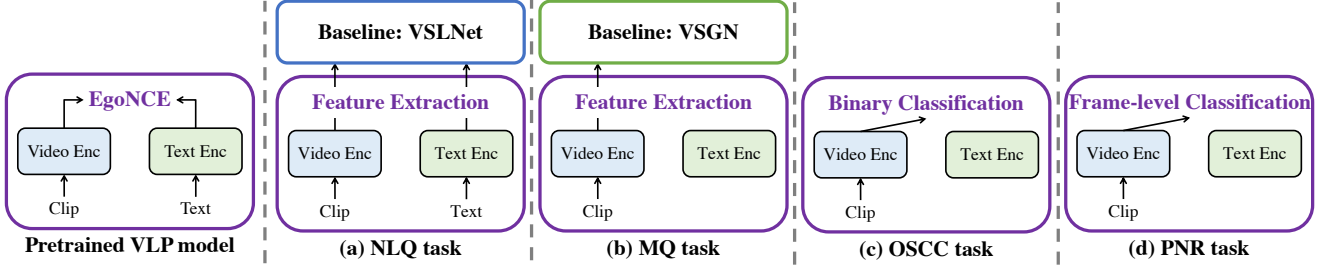 Baseline: VSLNet
Baseline: VSGN
EgoNCE
Video Enc
Text Enc
Clip
Text
Pretrained VLP model
Feature Extraction
Video Enc
Text Enc
Clip
Text
(a) NLQ task
Feature Extraction
Video Enc
Text Enc
Clip
(b) MQ task
Binary Classification
Video Enc
Text Enc
Clip
(c) OSCC task
Frame-level Classification
Video Enc
Text Enc
Clip
(d) PNR task